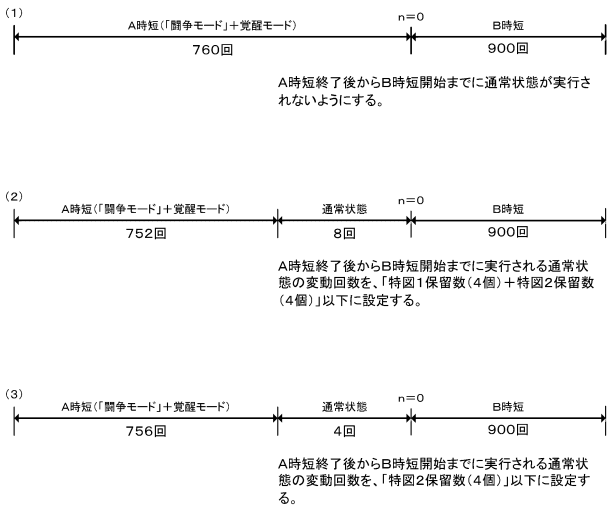 (1)
A時短(「闘争モード」+覚醒モード)
n=0
B時短
760回
900回
A時短終了後からB時短開始までに通常状態が実行さ
れないようにする。
(2)
A時短(「闘争モード」+覚醒モード)
通常状態
n=0
B時短
752回
8回
900回
A時短終了後からB時短開始までに実行される通常状
態の変動回数を、「特図1保留数(4個)+特図2保留数
(4個)」以下に設定する。
(3)
A時短(「闘争モード」+覚醒モード)
通常状態
n=0
B時短
756回
4回
900回
A時短終了後からB時短開始までに実行される通常状
態の変動回数を、「特図2保留数(4個)」以下に設定す
る。